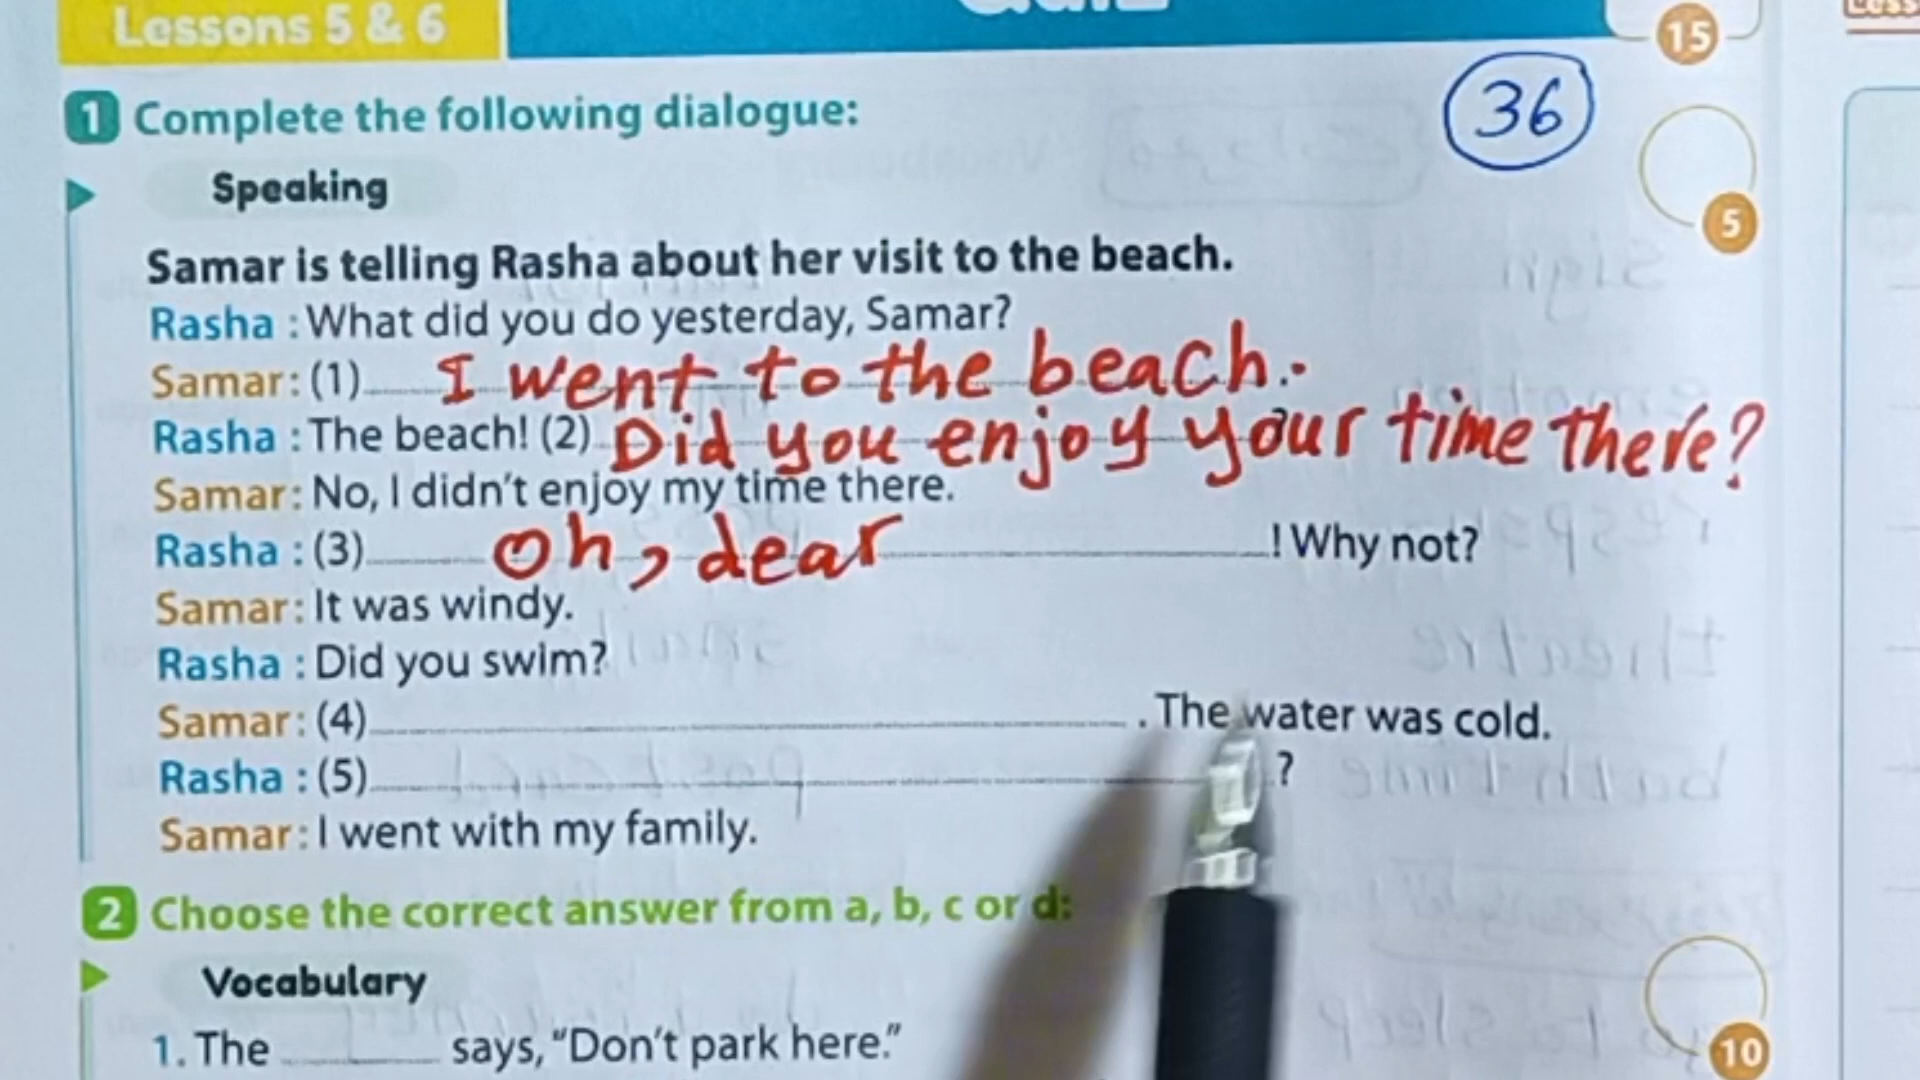 Lessons 5 & 6
Quiz
15
36
1 Complete the following dialogue:
5
Speaking
Samar is telling Rasha about her visit to the beach.
Rasha : What did you do yesterday, Samar?
Samar: (1) I went to the beach.
Rasha : The beach! (2) Did you enjoy your time there?
Samar: No, I didn't enjoy my time there.
Rasha : (3) oh, dear ! Why not?
Samar: It was windy.
Rasha : Did you swim?
Samar: (4) . The water was cold.
Rasha : (5) ?
Samar: I went with my family.
2 Choose the correct answer from a, b, c or d:
Vocabulary
10
1. The says, "Don't park here."